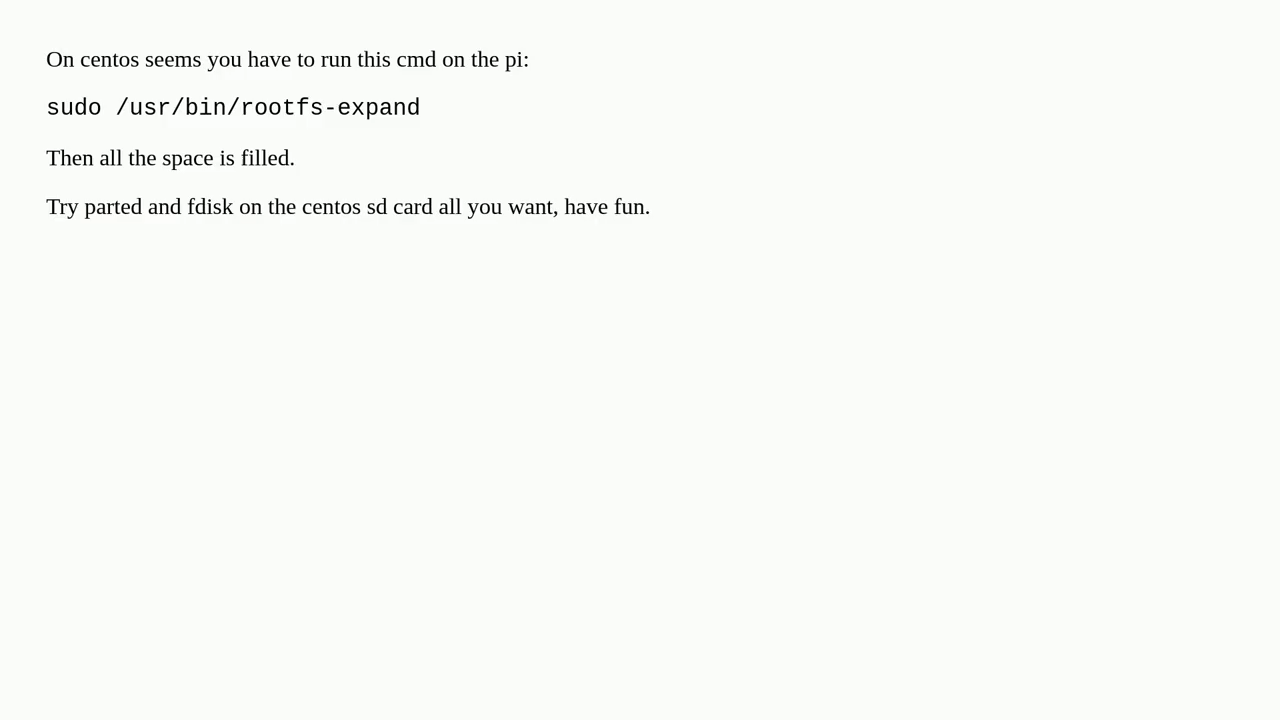 On centos seems you have to run this cmd on the pi:
sudo /usr/bin/rootfs-expand
Then all the space is filled.
Try parted and fdisk on the centos sd card all you want, have fun.